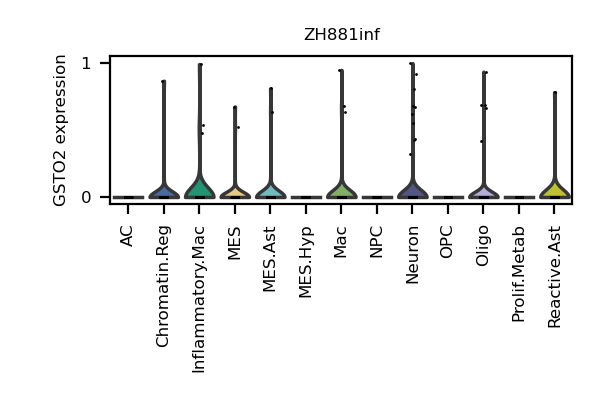 ZH881inf
GSTO2 expression
1
0
AC
Chromatin.Reg
Inflammatory.Mac
MES
MES.Ast
MES.Hyp
Mac
NPC
Neuron
OPC
Oligo
Prolif.Metab
Reactive.Ast